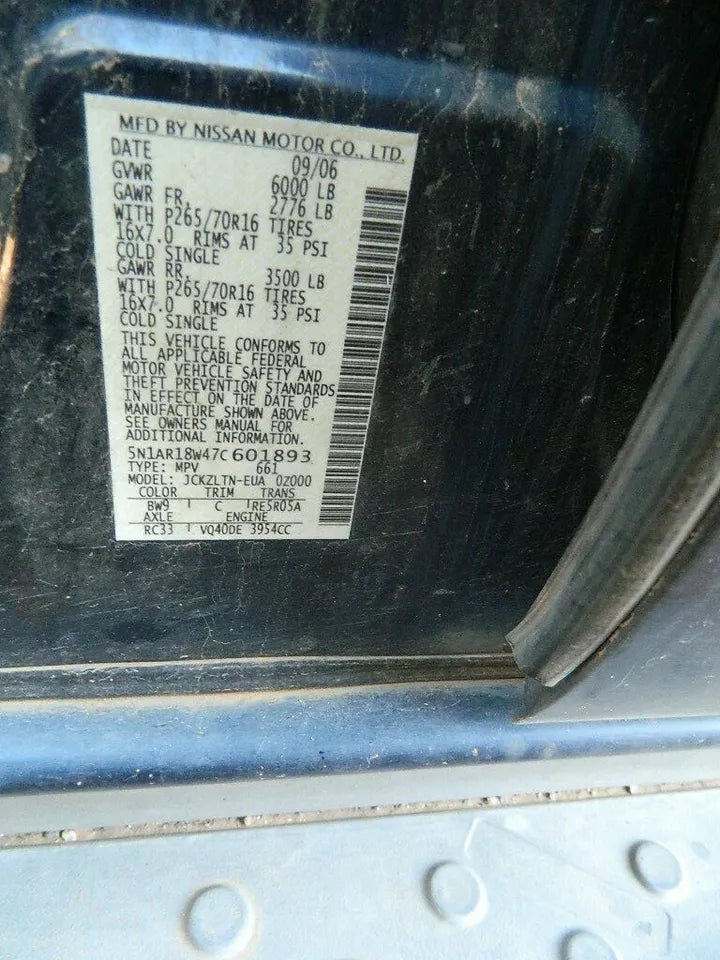 MFD BY NISSAN MOTOR CO., LTD.
DATE 09/06
GVWR 6000 LB
GAWR FR. 2776 LB
WITH P265/70R16 TIRES
16X7.0 RIMS AT 35 PSI
COLD SINGLE
GAWR RR. 3500 LB
WITH P265/70R16 TIRES
16X7.0 RIMS AT 35 PSI
COLD SINGLE
THIS VEHICLE CONFORMS TO
ALL APPLICABLE FEDERAL
MOTOR VEHICLE SAFETY AND
THEFT PREVENTION STANDARDS
IN EFFECT ON THE DATE OF
MANUFACTURE SHOWN ABOVE.
SEE OWNERS MANUAL FOR
ADDITIONAL INFORMATION.
5N1AR18W47C601893
TYPE: MPV 661
MODEL: JCKZLTN-EUA 0Z000
COLOR TRIM TRANS
BW9 C RE5R05A
AXLE ENGINE
RC33 VQ40DE 3954CC